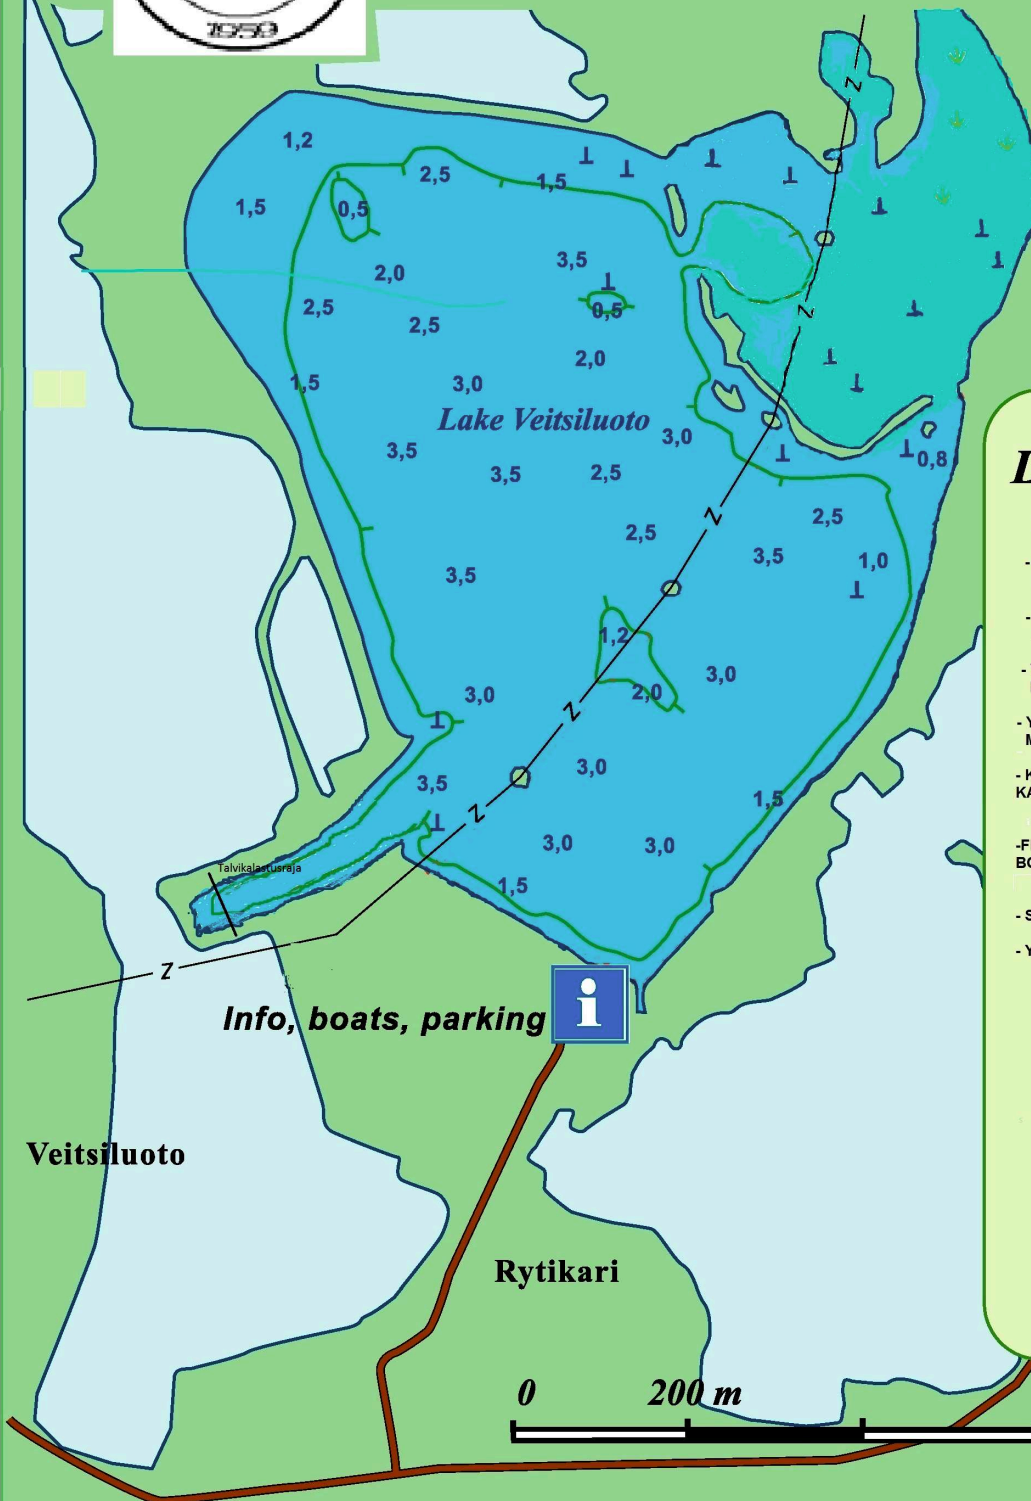 1959
Z
1,2
2,5
1,5
1,5
0,5
3,5
2,0
2,5
0,5
Z
2,5
2,0
1,5
3,0
Lake Veitsiluoto
3,0
3,5
0,8
3,5
2,5
L
Z
2,5
2,5
3,5
1,0
3,5
1,2
3,0
3,0
2,0
Z
- Y
M
3,0
3,5
- K
KA
1,5
Z
3,0
3,0
-F
BO
Talvikalastusraja
1,5
- S
- Y
Z
Info, boats, parking
i
Veitsiluoto
Rytikari
0 200 m